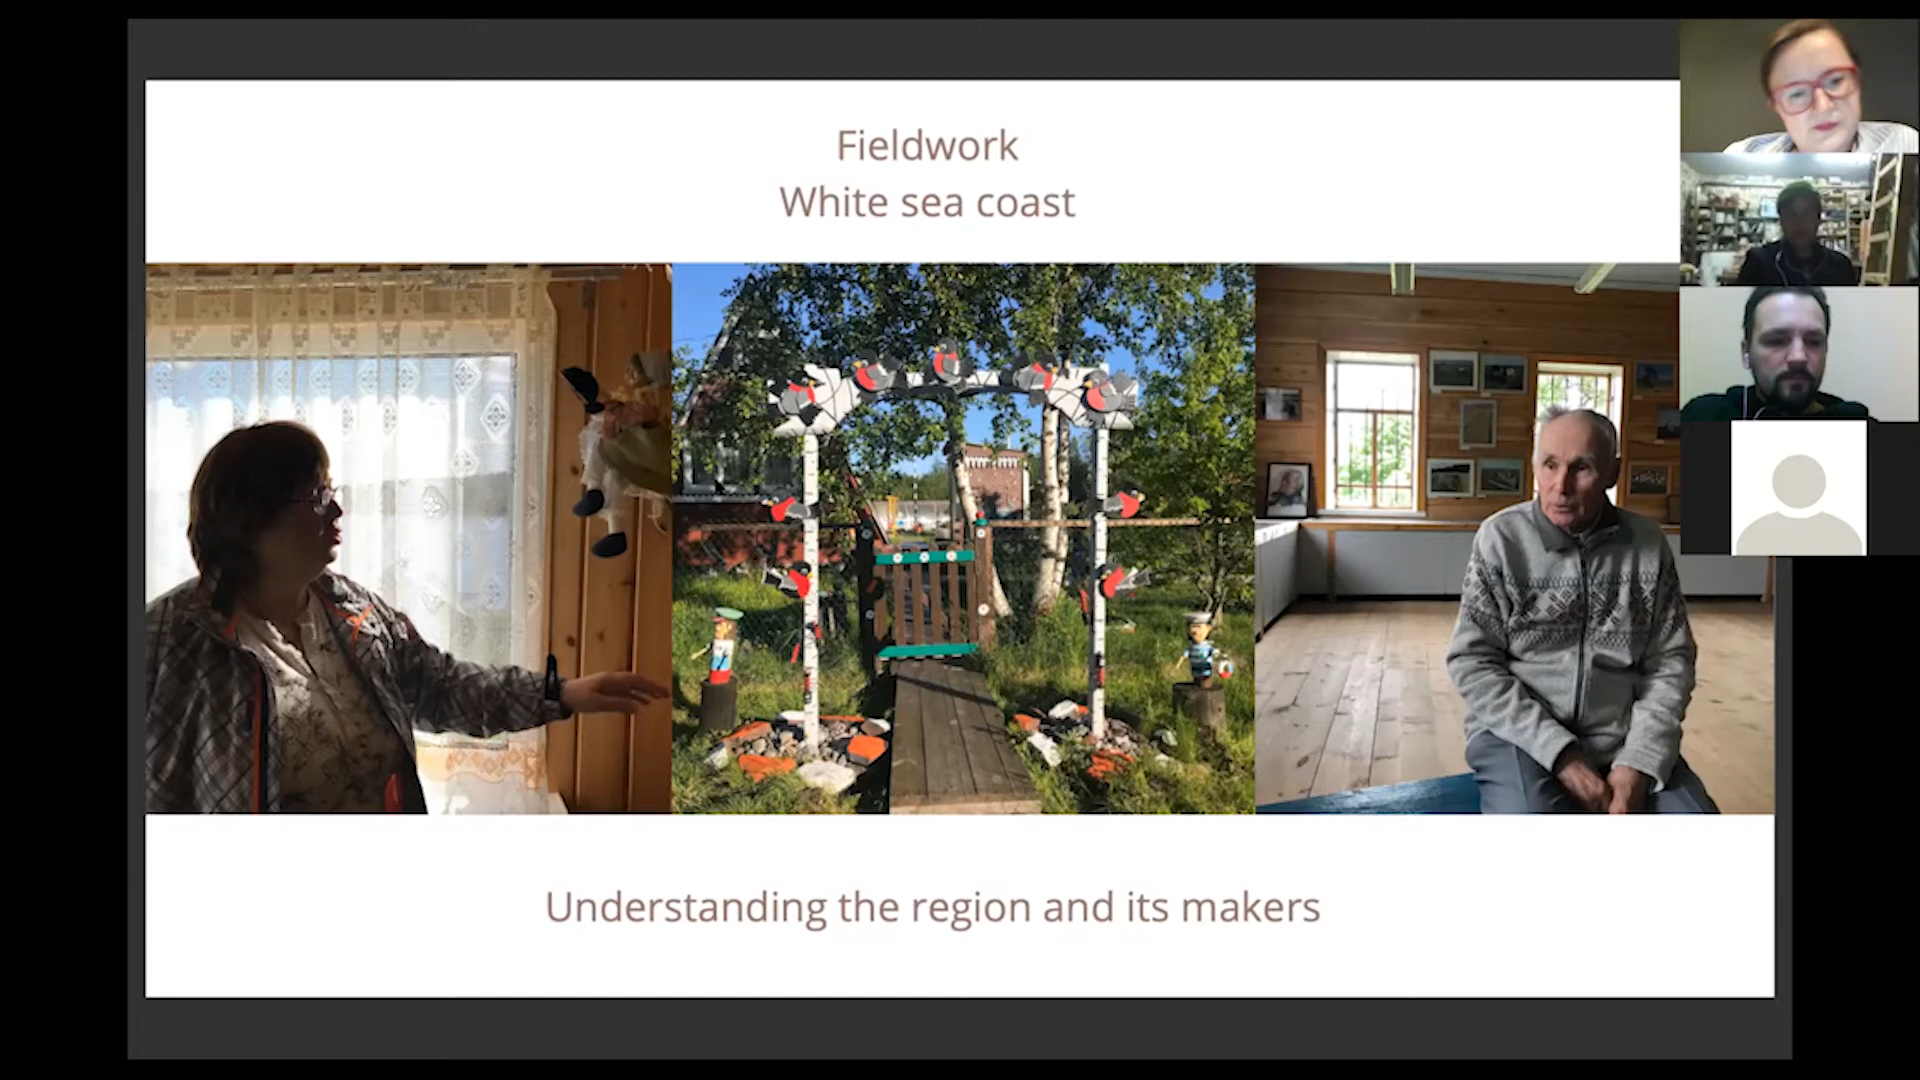 Fieldwork
White sea coast
Understanding the region and its makers